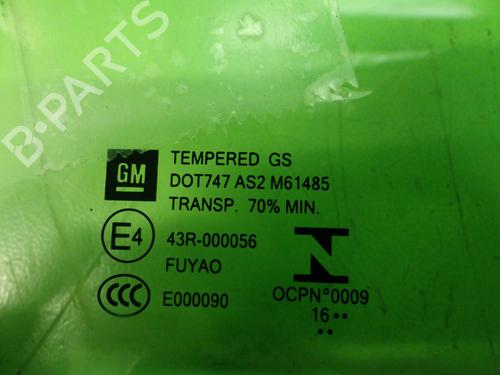 B-PARTS
GM
TEMPERED GS
DOT747 AS2 M61485
TRANSP. 70% MIN.
E4
43R-000056
FUYAO
CCC
E000090
OCPN°0009
16 ••
••